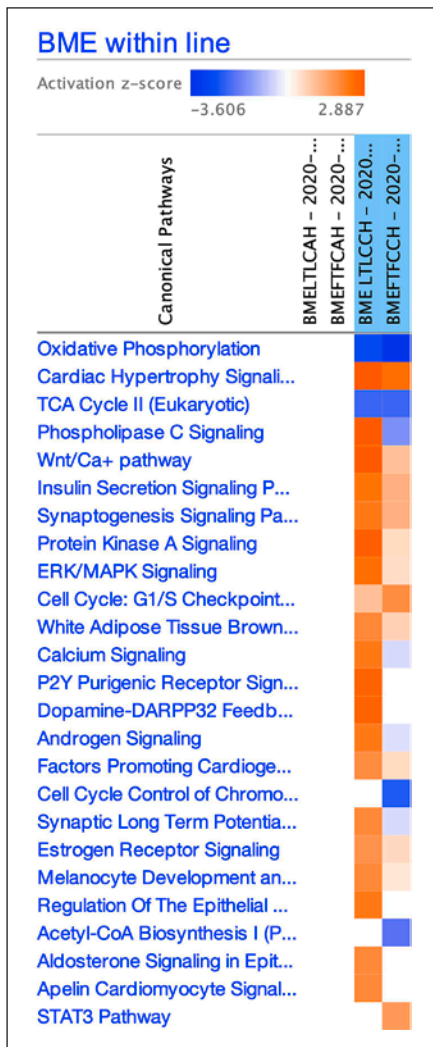 BME within line
Activation z-score
-3.606 2.887
Canonical Pathways
BMELTLCAH - 2020-...
BMEFTFCAH - 2020-...
BME LTLCCH - 2020...
BMEFTFCCH - 2020-...
Oxidative Phosphorylation
Cardiac Hypertrophy Signali...
TCA Cycle II (Eukaryotic)
Phospholipase C Signaling
Wnt/Ca+ pathway
Insulin Secretion Signaling P...
Synaptogenesis Signaling Pa...
Protein Kinase A Signaling
ERK/MAPK Signaling
Cell Cycle: G1/S Checkpoint...
White Adipose Tissue Brown...
Calcium Signaling
P2Y Purigenic Receptor Sign...
Dopamine-DARPP32 Feedb...
Androgen Signaling
Factors Promoting Cardioge...
Cell Cycle Control of Chromo...
Synaptic Long Term Potentia...
Estrogen Receptor Signaling
Melanocyte Development an...
Regulation Of The Epithelial ...
Acetyl-CoA Biosynthesis I (P...
Aldosterone Signaling in Epit...
Apelin Cardiomyocyte Signal...
STAT3 Pathway